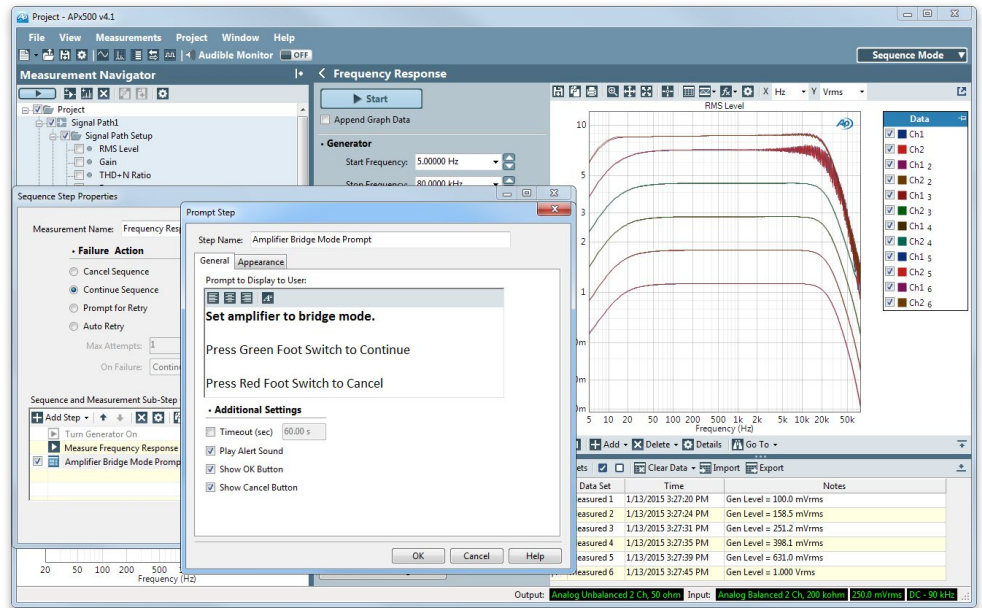 Project - APx500 v4.1
File View Measurements Project Window Help
Audible Monitor OFF
Sequence Mode
Measurement Navigator
Frequency Response
Project
Signal Path1
Signal Path Setup
RMS Level
Gain
THD+N Ratio
Start
Append Graph Data
Generator
Start Frequency: 5.00000 Hz
Stop Frequency: 80.0000 kHz
X Hz Y Vrms
RMS Level
AP
10
5
3
2
1
5 10 20 50 100 200 500 1k 2k 5k 10k 20k 50k
Frequency (Hz)
Data
Ch1
Ch2
Ch1 2
Ch2 2
Ch1 3
Ch2 3
Ch1 4
Ch2 4
Ch1 5
Ch2 5
Ch1 6
Ch2 6
Sequence Step Properties
Measurement Name: Frequency Resp
Failure Action
Cancel Sequence
Continue Sequence
Prompt for Retry
Auto Retry
Max Attempts: 1
On Failure: Contin
Sequence and Measurement Sub-Step
Add Step
Turn Generator On
Measure Frequency Response
Amplifier Bridge Mode Promp
Prompt Step
Step Name: Amplifier Bridge Mode Prompt
General Appearance
Prompt to Display to User:
Set amplifier to bridge mode.
Press Green Foot Switch to Continue
Press Red Foot Switch to Cancel
Additional Settings
Timeout (sec) 60.00 s
Play Alert Sound
Show OK Button
Show Cancel Button
OK Cancel Help
Add Delete Details Go To
ets Clear Data Import Export
Data Set Time Notes
easured 1 1/13/2015 3:27:20 PM Gen Level = 100.0 mVrms
easured 2 1/13/2015 3:27:24 PM Gen Level = 158.5 mVrms
easured 3 1/13/2015 3:27:31 PM Gen Level = 251.2 mVrms
easured 4 1/13/2015 3:27:35 PM Gen Level = 398.1 mVrms
easured 5 1/13/2015 3:27:39 PM Gen Level = 631.0 mVrms
easured 6 1/13/2015 3:27:45 PM Gen Level = 1.000 Vrms
20 50 100 200 500
Frequency (Hz)
Output: Analog Unbalanced 2 Ch, 50 ohm Input: Analog Balanced 2 Ch, 200 kohm 250.0 mVrms DC - 90 kHz